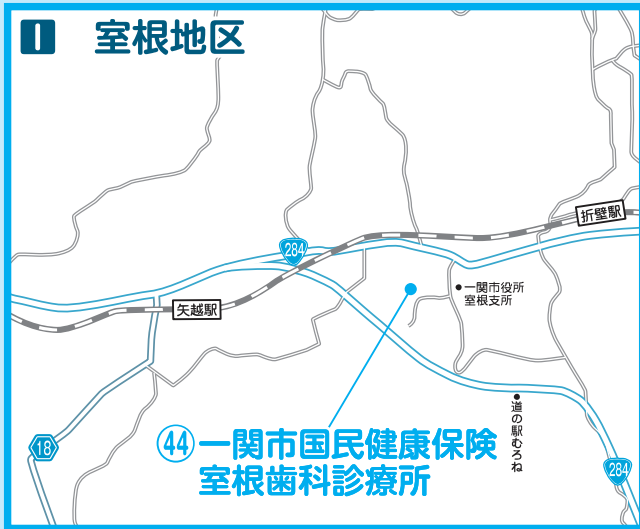 I 室根地区
折壁駅
284
一関市役所
室根支所
矢越駅
道の駅むろね
18
㊹一関市国民健康保険
室根歯科診療所
284